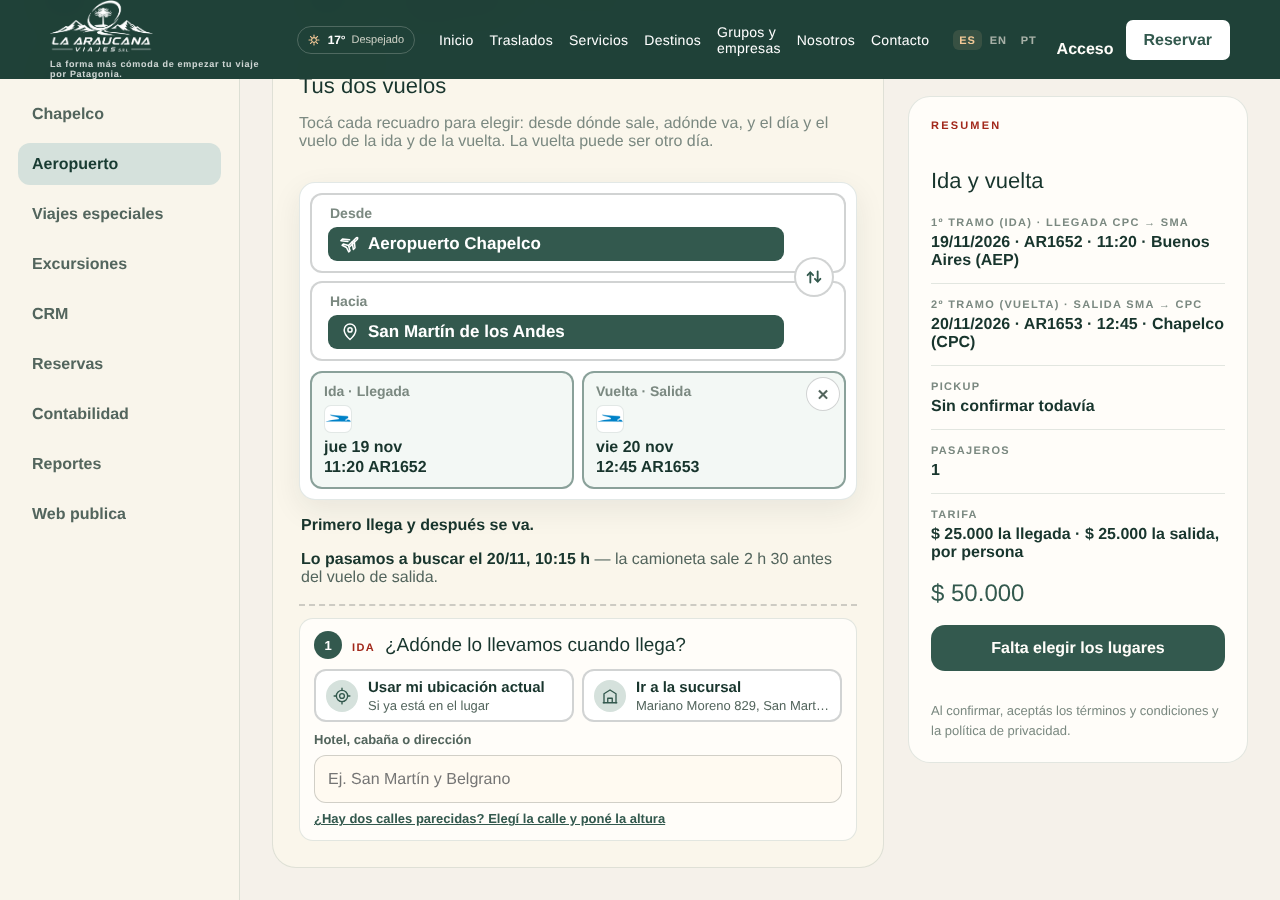 LA ARAUCANA
VIAJES SRL
La forma más cómoda de empezar tu viaje
por Patagonia.
17° Despejado
Inicio
Traslados
Servicios
Destinos
Grupos y
empresas
Nosotros
Contacto
ES EN PT
Acceso
Reservar
Chapelco
Aeropuerto
Viajes especiales
Excursiones
CRM
Reservas
Contabilidad
Reportes
Web publica
Tus dos vuelos
Tocá cada recuadro para elegir: desde dónde sale, adónde va, y el día y el
vuelo de la ida y de la vuelta. La vuelta puede ser otro día.
Desde
Aeropuerto Chapelco
Hacia
San Martín de los Andes
Ida · Llegada
jue 19 nov
11:20 AR1652
Vuelta · Salida
vie 20 nov
12:45 AR1653
Primero llega y después se va.
Lo pasamos a buscar el 20/11, 10:15 h — la camioneta sale 2 h 30 antes
del vuelo de salida.
1 IDA ¿Adónde lo llevamos cuando llega?
Usar mi ubicación actual
Si ya está en el lugar
Ir a la sucursal
Mariano Moreno 829, San Mart…
Hotel, cabaña o dirección
Ej. San Martín y Belgrano
¿Hay dos calles parecidas? Elegí la calle y poné la altura
RESUMEN
Ida y vuelta
1º TRAMO (IDA) · LLEGADA CPC → SMA
19/11/2026 · AR1652 · 11:20 · Buenos
Aires (AEP)
2º TRAMO (VUELTA) · SALIDA SMA → CPC
20/11/2026 · AR1653 · 12:45 · Chapelco
(CPC)
PICKUP
Sin confirmar todavía
PASAJEROS
1
TARIFA
$ 25.000 la llegada · $ 25.000 la salida,
por persona
$ 50.000
Falta elegir los lugares
Al confirmar, aceptás los términos y condiciones y
la política de privacidad.